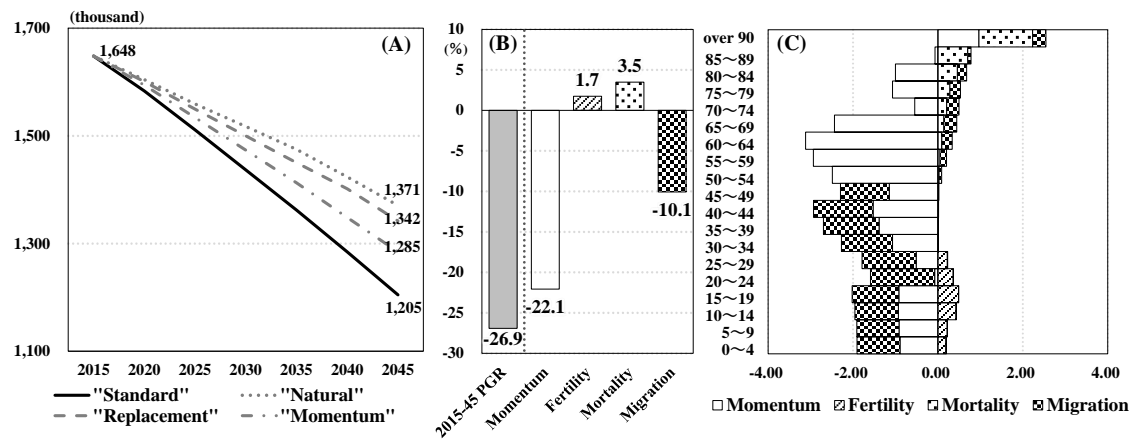 (thousand)
(A)
1,700
1,500
1,300
1,100
1,648
1,371
1,342
1,285
1,205
2015 2020 2025 2030 2035 2040 2045
"Standard" "Natural"
"Replacement" "Momentum"
(B)
(%)
10
5
0
-5
-10
-15
-20
-25
-30
-26.9
-22.1
1.7
3.5
-10.1
2015-45 PGR
Momentum
Fertility
Mortality
Migration
(C)
over 90
85～89
80～84
75～79
70～74
65～69
60～64
55～59
50～54
45～49
40～44
35～39
30～34
25～29
20～24
15～19
10～14
5～9
0～4
-4.00 -2.00 0.00 2.00 4.00
Momentum Fertility Mortality Migration